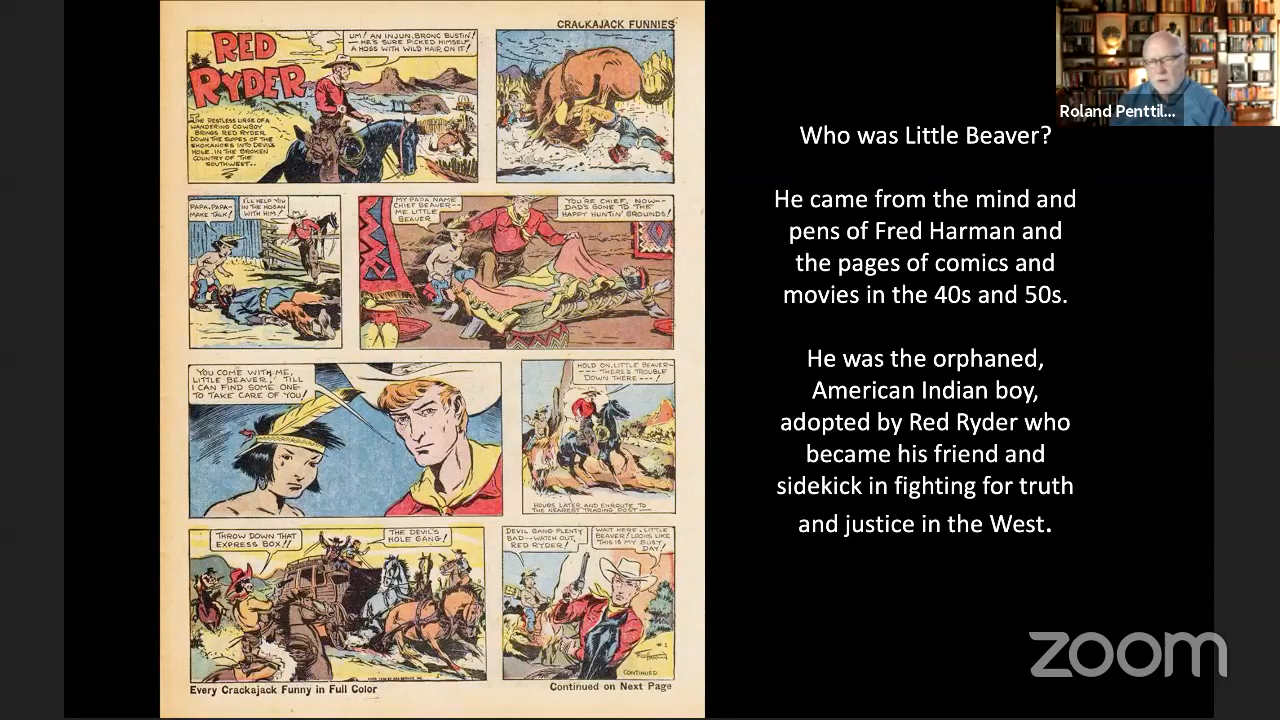 CRACKAJACK FUNNIES
RED
RYDER
THE RESTLESS URGE OF A
WANDERING COWBOY
BRINGS RED RYDER
DOWN THE SLOPES OF THE
SHOKANOES INTO DEVIL'S
HOLE, IN THE BROKEN
COUNTRY OF THE
SOUTHWEST..
UM! AN INJUN, BRONC BUSTIN'!
- HE'S SURE PICKED HIMSELF
A HOSS WITH WILD HAIR ON IT!
PAPA-PAPA-
MAKE TALK!
I'LL HELP YOU
IN THE HOGAN
WITH HIM!
MY PAPA NAME
CHIEF BEAVER--
ME LITTLE
BEAVER
YOU'RE CHIEF, NOW--
DAD'S GONE TO THE
HAPPY HUNTIN' GROUNDS!
YOU COME WITH ME,
LITTLE BEAVER, 'TILL
I CAN FIND SOME ONE
TO TAKE CARE OF YOU!
HOLD ON, LITTLE BEAVER-
---THERE'S TROUBLE
DOWN THERE---!
HOURS LATER, AND ENROUTE TO
THE NEAREST TRADING POST--
THROW DOWN THAT
EXPRESS BOX!!
THE DEVIL'S
HOLE GANG!
DEVIL GANG PLENTY
BAD--WATCH OUT,
RED RYDER!
WAIT HERE, LITTLE
BEAVER! LOOKS LIKE
THIS IS MY BUSY
DAY!
CONTINUED
Every Crackajack Funny in Full Color
Continued on Next Page
Roland Penttil...
Who was Little Beaver?
He came from the mind and
pens of Fred Harman and
the pages of comics and
movies in the 40s and 50s.
He was the orphaned,
American Indian boy,
adopted by Red Ryder who
became his friend and
sidekick in fighting for truth
and justice in the West.
zoom